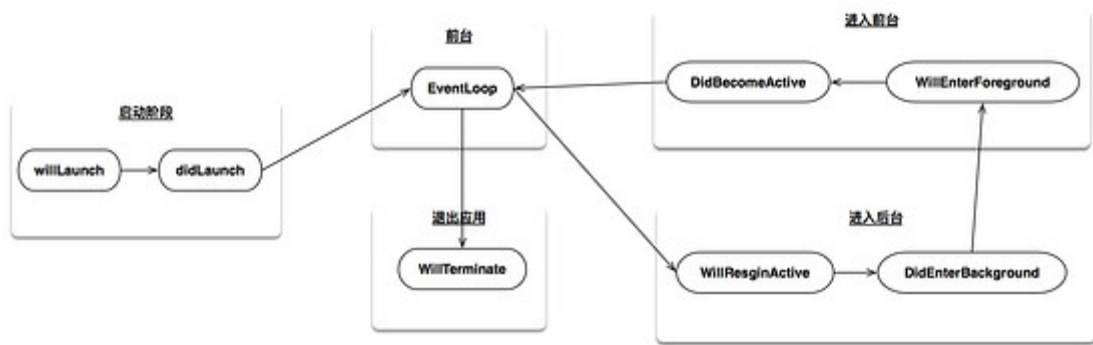 启动阶段
willLaunch
didLaunch
前台
EventLoop
退出应用
WillTerminate
进入前台
DidBecomeActive
WillEnterForeground
进入后台
WillResginActive
DidEnterBackground